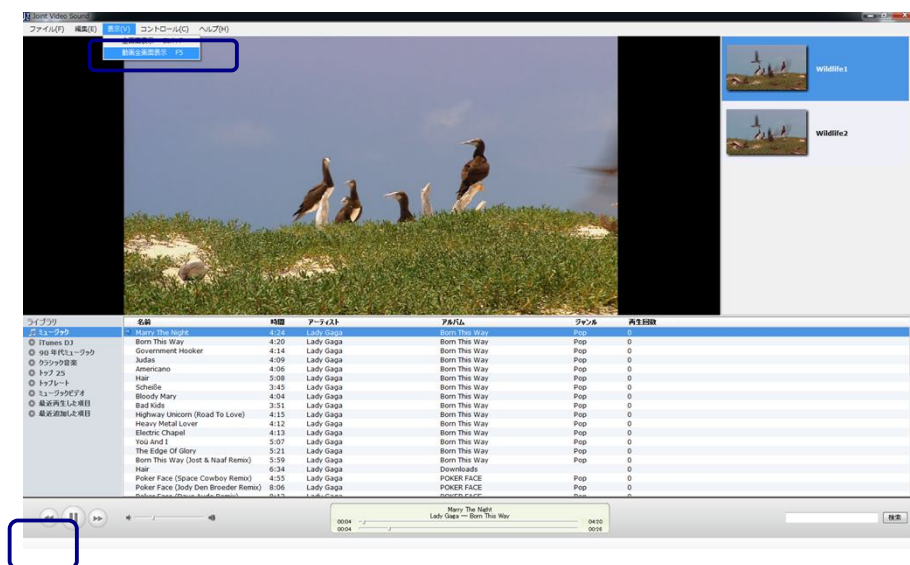 Joint Video Sound
ファイル(F) 編集(E) 表示(V) コントロール(C) ヘルプ(H)
動画全画面表示 F5
Wildlife1
Wildlife2
ライブラリ
ミュージック
iTunes DJ
90 年代ミュージック
クラシック音楽
トップ 25
トップレート
ミュージックビデオ
最近再生した項目
最近追加した項目
名前 時間 アーティスト アルバム ジャンル 再生回数
Marry The Night 4:24 Lady Gaga Born This Way Pop 0
Born This Way 4:20 Lady Gaga Born This Way Pop 0
Government Hooker 4:14 Lady Gaga Born This Way Pop 0
Judas 4:09 Lady Gaga Born This Way Pop 0
Americano 4:06 Lady Gaga Born This Way Pop 0
Hair 5:08 Lady Gaga Born This Way Pop 0
Scheiße 3:45 Lady Gaga Born This Way Pop 0
Bloody Mary 4:04 Lady Gaga Born This Way Pop 0
Bad Kids 3:51 Lady Gaga Born This Way Pop 0
Highway Unicorn (Road To Love) 4:15 Lady Gaga Born This Way Pop 0
Heavy Metal Lover 4:12 Lady Gaga Born This Way Pop 0
Electric Chapel 4:13 Lady Gaga Born This Way Pop 0
Yoü And I 5:07 Lady Gaga Born This Way Pop 0
The Edge Of Glory 5:21 Lady Gaga Born This Way Pop 0
Born This Way (Jost & Naaf Remix) 5:59 Lady Gaga Born This Way Pop 0
Hair 6:34 Lady Gaga Downloads 0
Poker Face (Space Cowboy Remix) 4:55 Lady Gaga POKER FACE Pop 0
Poker Face (Jody Den Broeder Remix) 8:06 Lady Gaga POKER FACE Pop 0
Marry The Night
Lady Gaga — Born This Way
00:04 04:20
00:04 00:26
検索